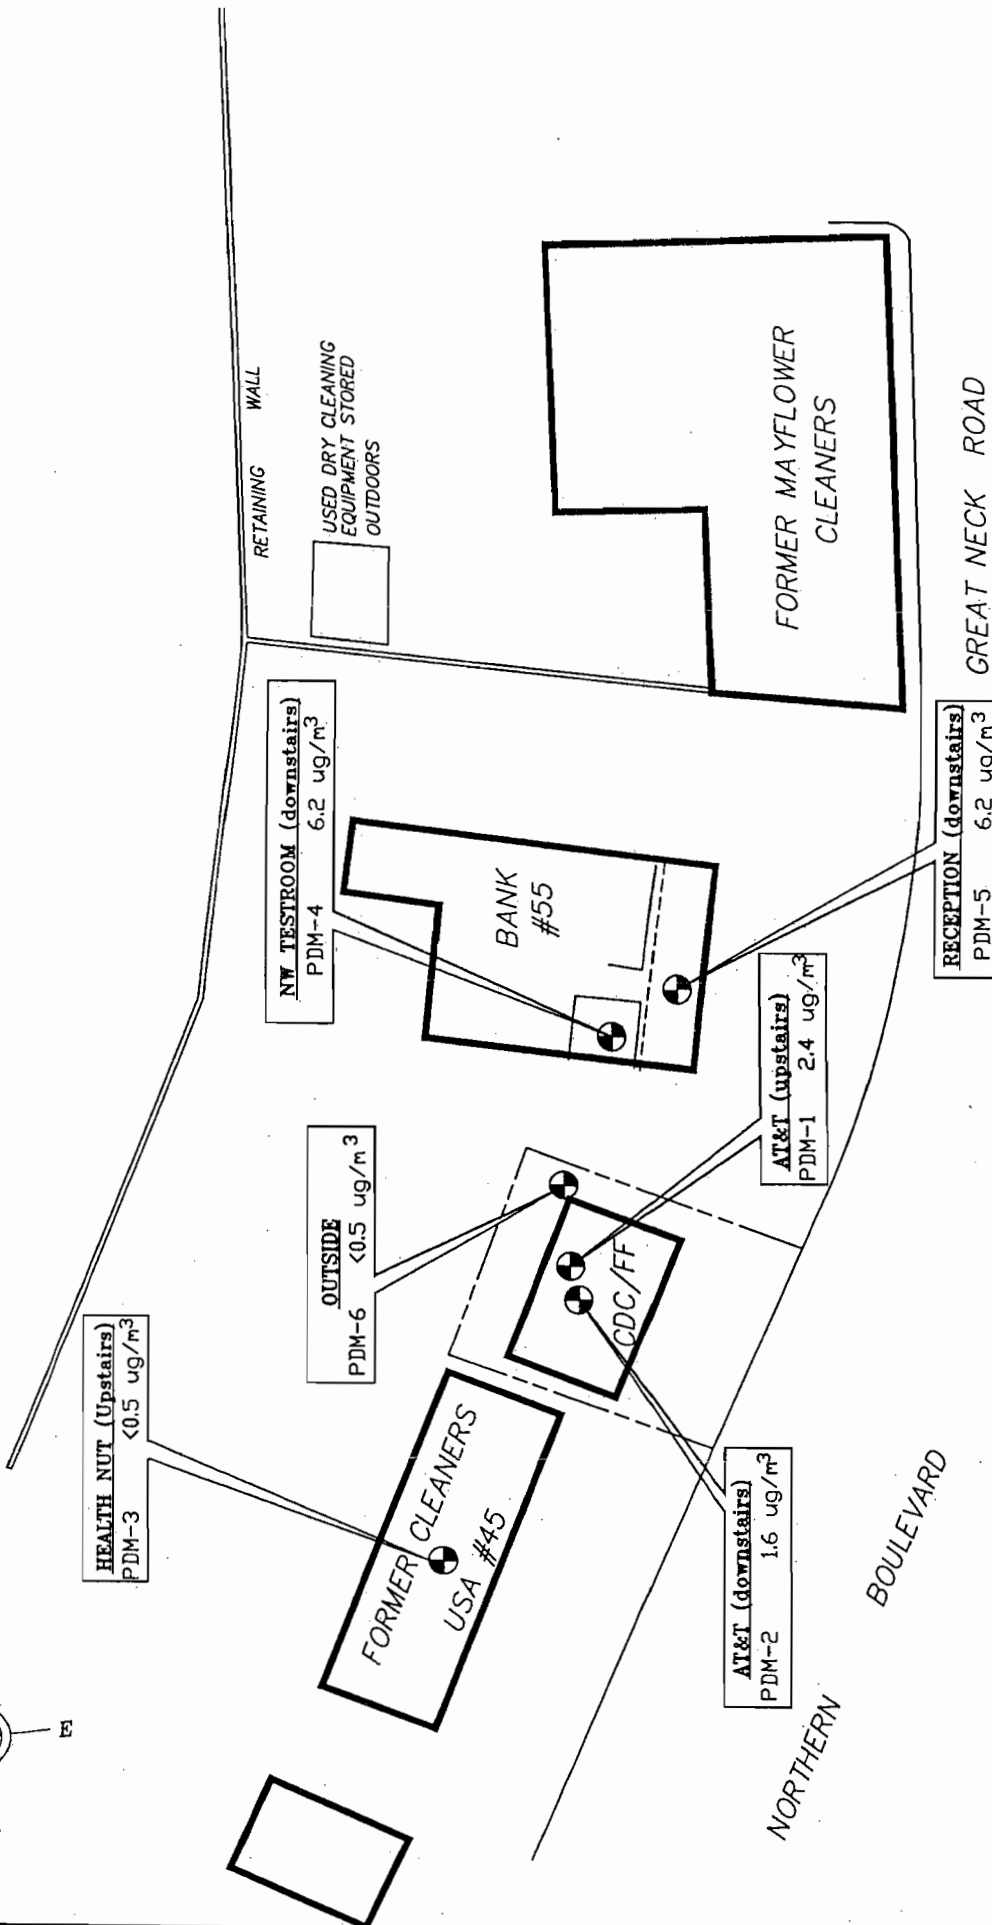 E
HEALTH NUT (Upstairs)
PDM-3 <0.5 ug/m3
OUTSIDE
PDM-6 <0.5 ug/m3
NW TESTROOM (downstairs)
PDM-4 6.2 ug/m3
RETAINING WALL
USED DRY CLEANING
EQUIPMENT STORED
OUTDOORS
FORMER CLEANERS
USA #45
CDC/FF
BANK
#55
FORMER MAYFLOWER
CLEANERS
AT&T (downstairs)
PDM-2 1.6 ug/m3
AT&T (upstairs)
PDM-1 2.4 ug/m3
RECEPTION (downstairs)
PDM-5 6.2 ug/m3
NORTHERN BOULEVARD
GREAT NECK ROAD